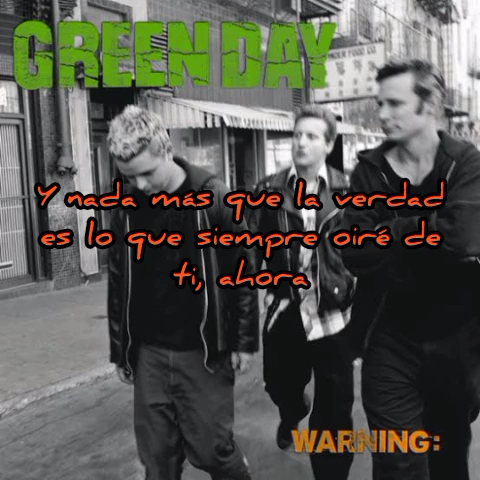 GREEN DAY
Y nada más que la verdad
es lo que siempre oiré de
ti, ahora
WARNING: